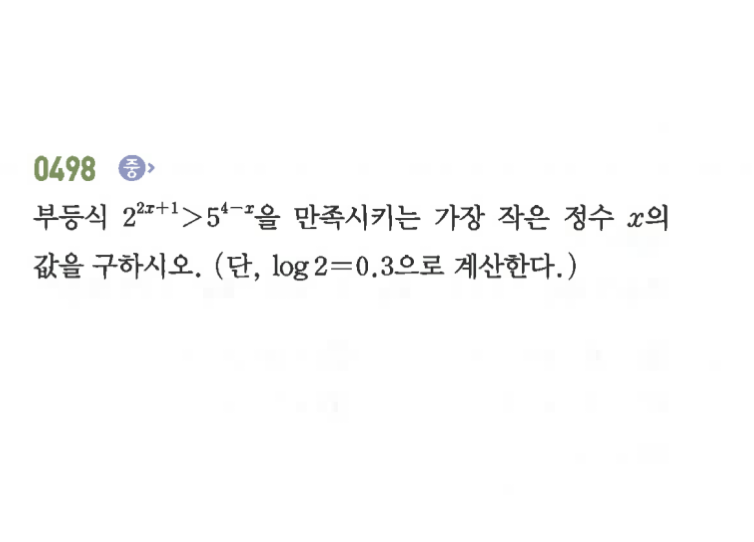 0498 중
부등식 2^{2x+1}>5^{4-x}을 만족시키는 가장 작은 정수 x의
값을 구하시오. (단, log 2=0.3으로 계산한다.)